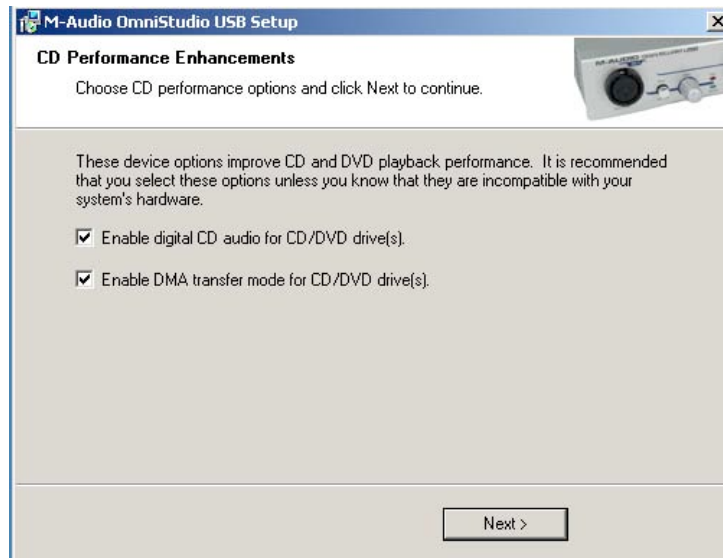 M-Audio OmniStudio USB Setup
CD Performance Enhancements
Choose CD performance options and click Next to continue.
M-AUDIO
These device options improve CD and DVD playback performance. It is recommended
that you select these options unless you know that they are incompatible with your
system's hardware.
Enable digital CD audio for CD/DVD drive(s).
Enable DMA transfer mode for CD/DVD drive(s).
Next >